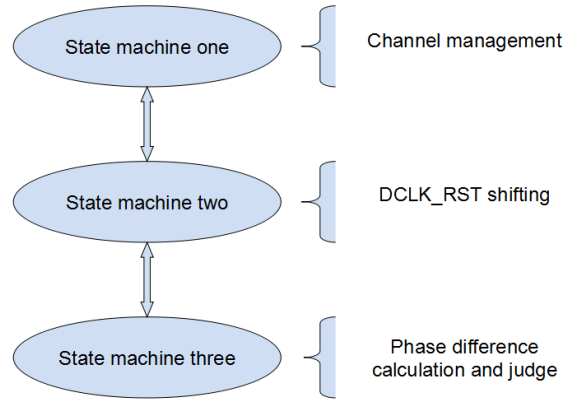 State machine one
Channel management
State machine two
DCLK_RST shifting
State machine three
Phase difference
calculation and judge